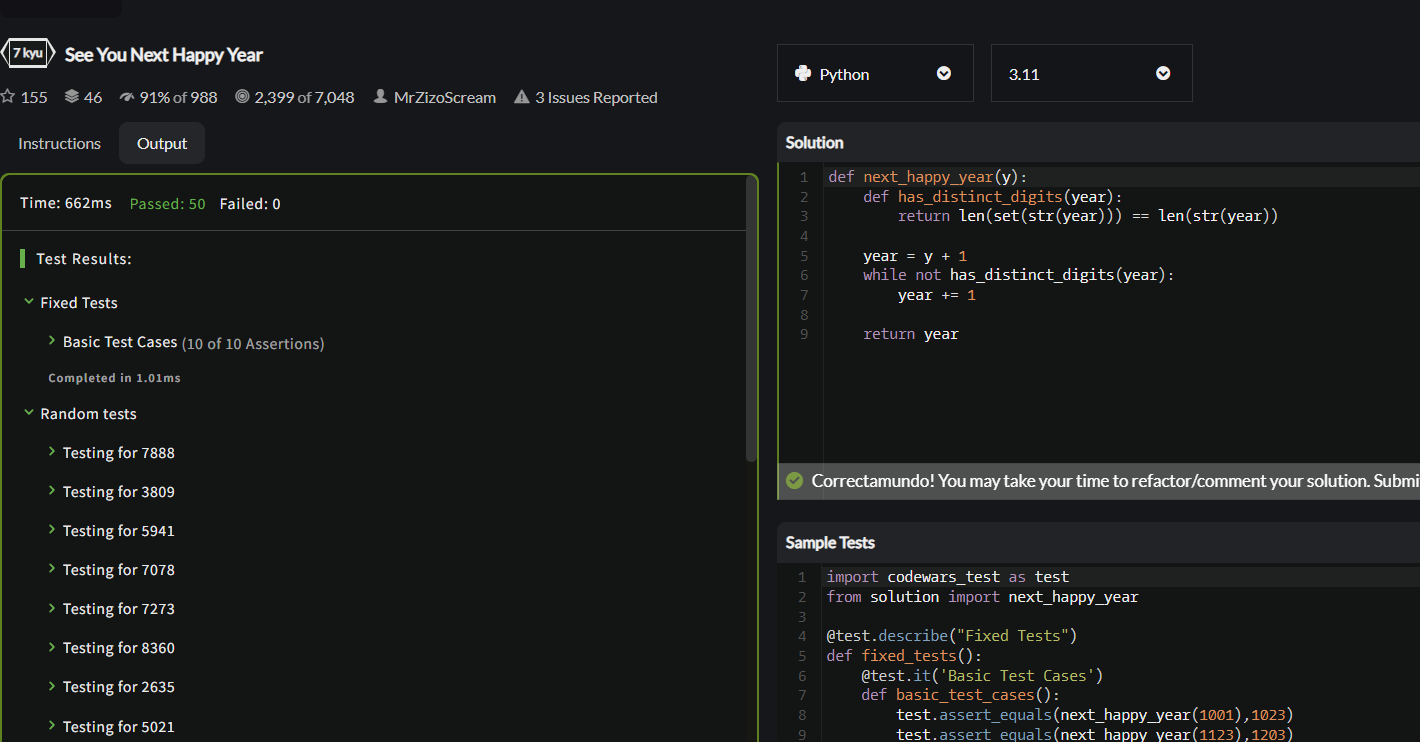 7 kyu See You Next Happy Year
155 46 91% of 988 2,399 of 7,048 MrZizoScream 3 Issues Reported
Instructions Output
Time: 662ms Passed: 50 Failed: 0
Test Results:
Fixed Tests
Basic Test Cases (10 of 10 Assertions)
Completed in 1.01ms
Random tests
Testing for 7888
Testing for 3809
Testing for 5941
Testing for 7078
Testing for 7273
Testing for 8360
Testing for 2635
Testing for 5021
Python 3.11
Solution
1 def next_happy_year(y):
2     def has_distinct_digits(year):
3         return len(set(str(year))) == len(str(year))
4
5     year = y + 1
6     while not has_distinct_digits(year):
7         year += 1
8
9     return year
Correctamundo! You may take your time to refactor/comment your solution. Submi
Sample Tests
1 import codewars_test as test
2 from solution import next_happy_year
3
4 @test.describe("Fixed Tests")
5 def fixed_tests():
6     @test.it('Basic Test Cases')
7     def basic_test_cases():
8         test.assert_equals(next_happy_year(1001),1023)
9         test.assert_equals(next_happy_year(1123),1203)